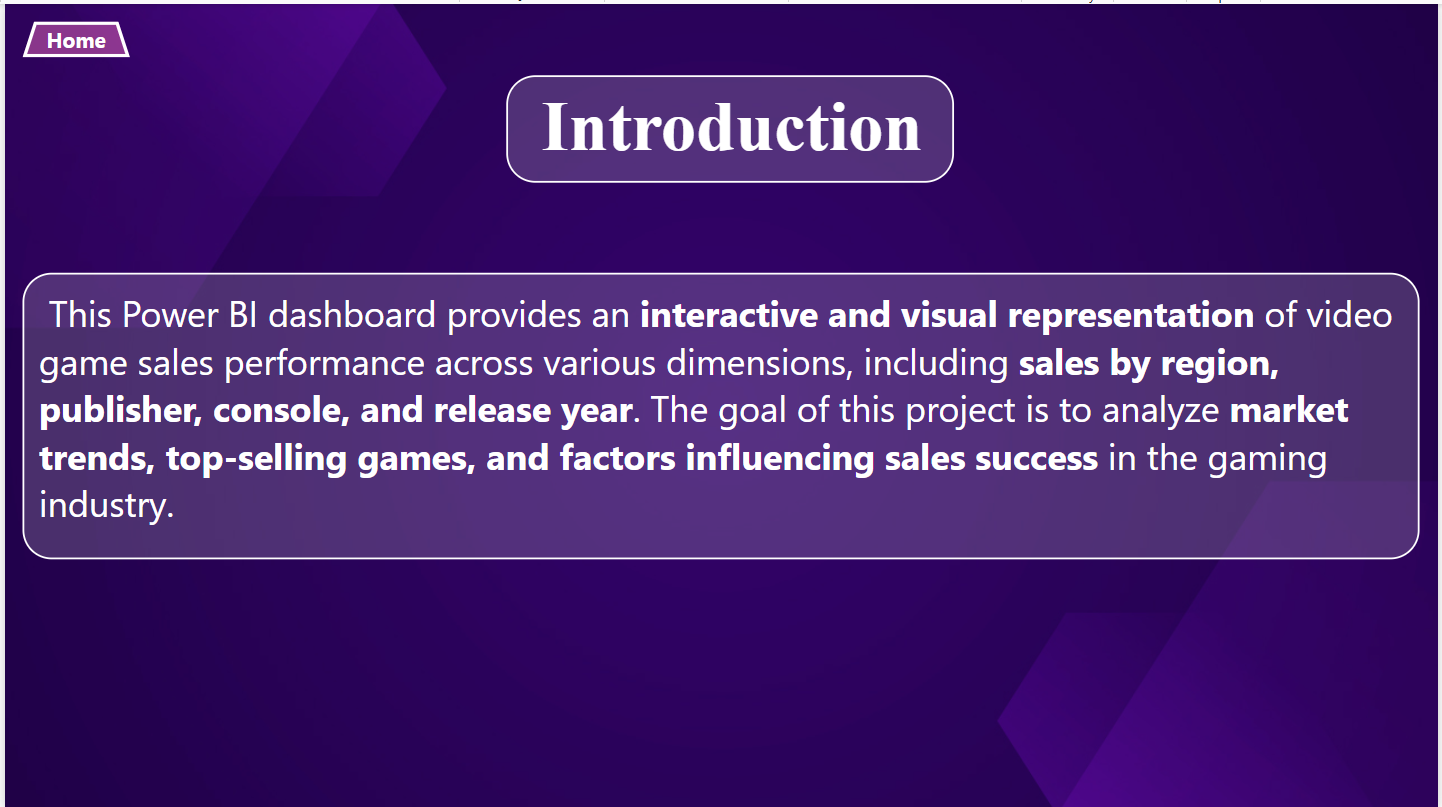 Home
Introduction
This Power BI dashboard provides an interactive and visual representation of video
game sales performance across various dimensions, including sales by region,
publisher, console, and release year. The goal of this project is to analyze market
trends, top-selling games, and factors influencing sales success in the gaming
industry.